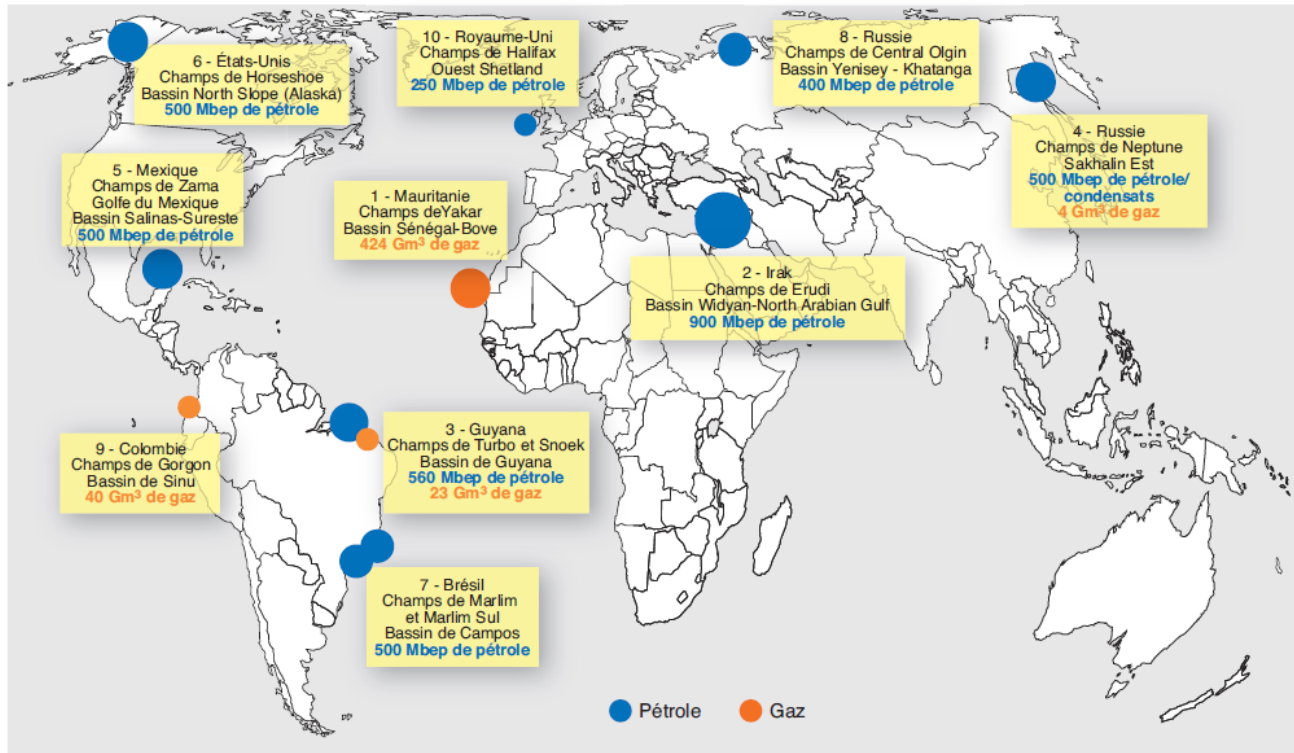 10 - Royaume-Uni
Champs de Halifax
Ouest Shetland
250 Mbep de pétrole
8 - Russie
Champs de Central Olgin
Bassin Yenisey - Khatanga
400 Mbep de pétrole
6 - États-Unis
Champs de Horseshoe
Bassin North Slope (Alaska)
500 Mbep de pétrole
4 - Russie
Champs de Neptune
Sakhalin Est
500 Mbep de pétrole/
condensats
4 Gm³ de gaz
5 - Mexique
Champs de Zama
Golfe du Mexique
Bassin Salinas-Sureste
500 Mbep de pétrole
1 - Mauritanie
Champs deYakar
Bassin Sénégal-Bove
424 Gm³ de gaz
2 - Irak
Champs de Erudi
Bassin Widyan-North Arabian Gulf
900 Mbep de pétrole
9 - Colombie
Champs de Gorgon
Bassin de Sinu
40 Gm³ de gaz
3 - Guyana
Champs de Turbo et Snoek
Bassin de Guyana
560 Mbep de pétrole
23 Gm³ de gaz
7 - Brésil
Champs de Marlim
et Marlim Sul
Bassin de Campos
500 Mbep de pétrole
Pétrole
Gaz